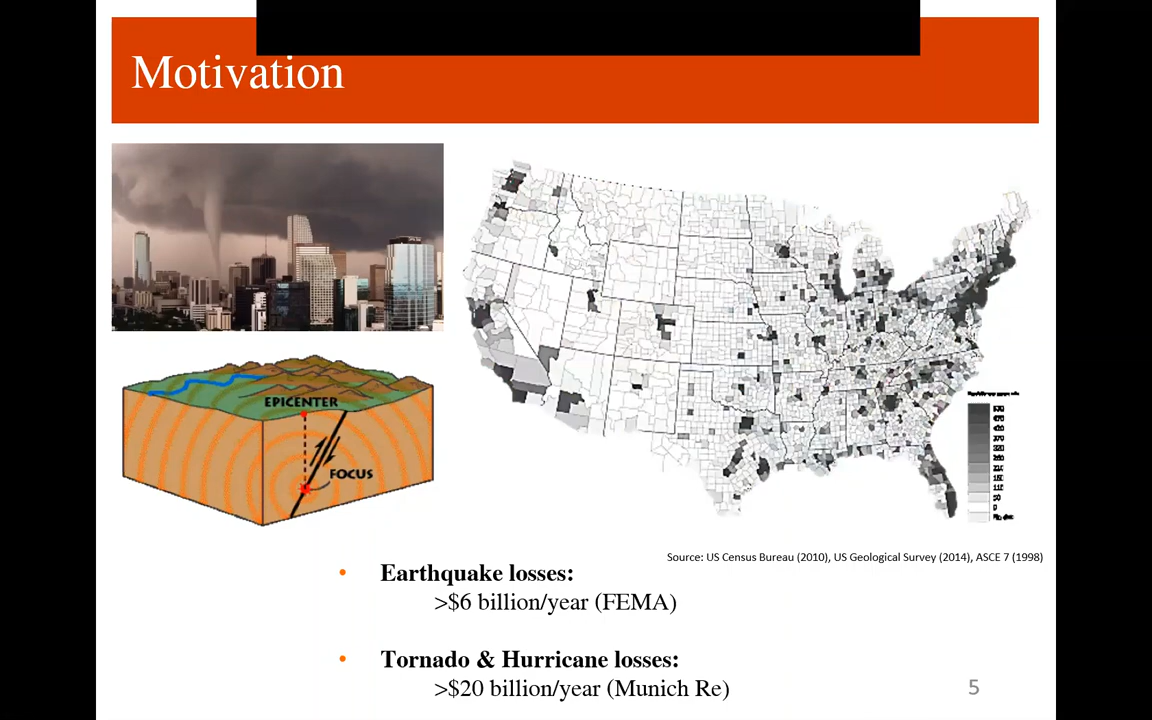 Motivation
EPICENTER
FOCUS
Source: US Census Bureau (2010), US Geological Survey (2014), ASCE 7 (1998)
• Earthquake losses:
>$6 billion/year (FEMA)
• Tornado & Hurricane losses:
>$20 billion/year (Munich Re)
5